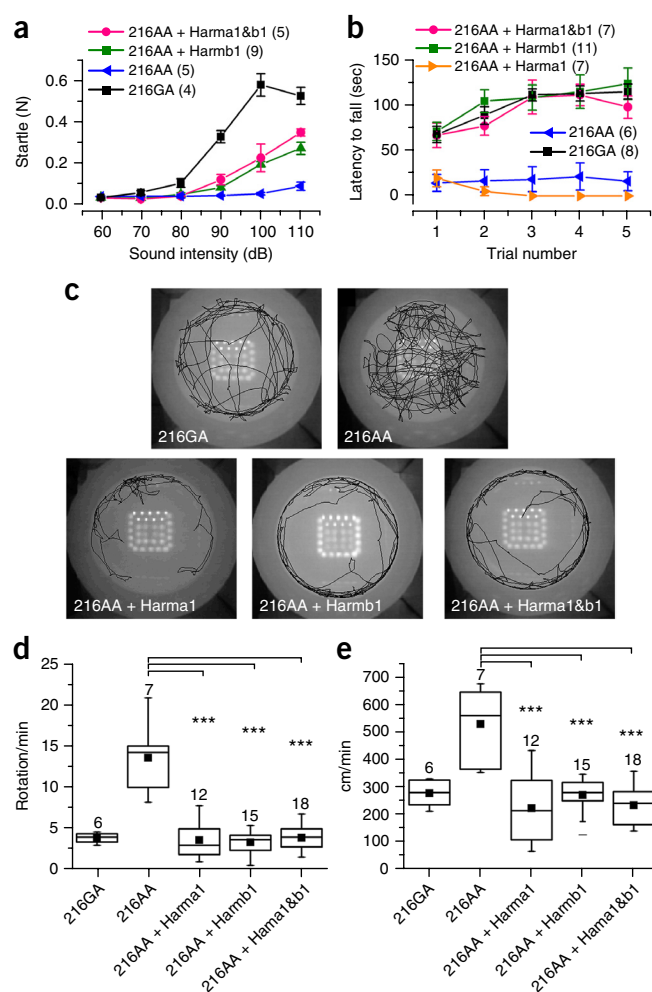 a
216AA + Harma1&b1 (5)
216AA + Harmb1 (9)
216AA (5)
216GA (4)
Startle (N)
0.6
0.4
0.2
0.0
60 70 80 90 100 110
Sound intensity (dB)
b
216AA + Harma1&b1 (7)
216AA + Harmb1 (11)
216AA + Harma1 (7)
216AA (6)
216GA (8)
Latency to fall (sec)
150
100
50
0
1 2 3 4 5
Trial number
c
216GA
216AA
216AA + Harma1
216AA + Harmb1
216AA + Harma1&b1
d
Rotation/min
25
20
15
10
5
0
6
7
12
15
18
***
***
***
216GA
216AA
216AA + Harma1
216AA + Harmb1
216AA + Hama1&b1
e
cm/min
700
600
500
400
300
200
100
0
6
7
12
15
18
***
***
***
216GA
216AA
216AA + Harma1
216AA + Harmb1
216AA + Harma1&b1